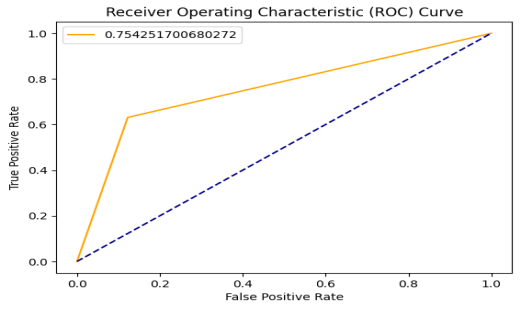 Receiver Operating Characteristic (ROC) Curve
0.754251700680272
True Positive Rate
1.0
0.8
0.6
0.4
0.2
0.0
0.0 0.2 0.4 0.6 0.8 1.0
False Positive Rate